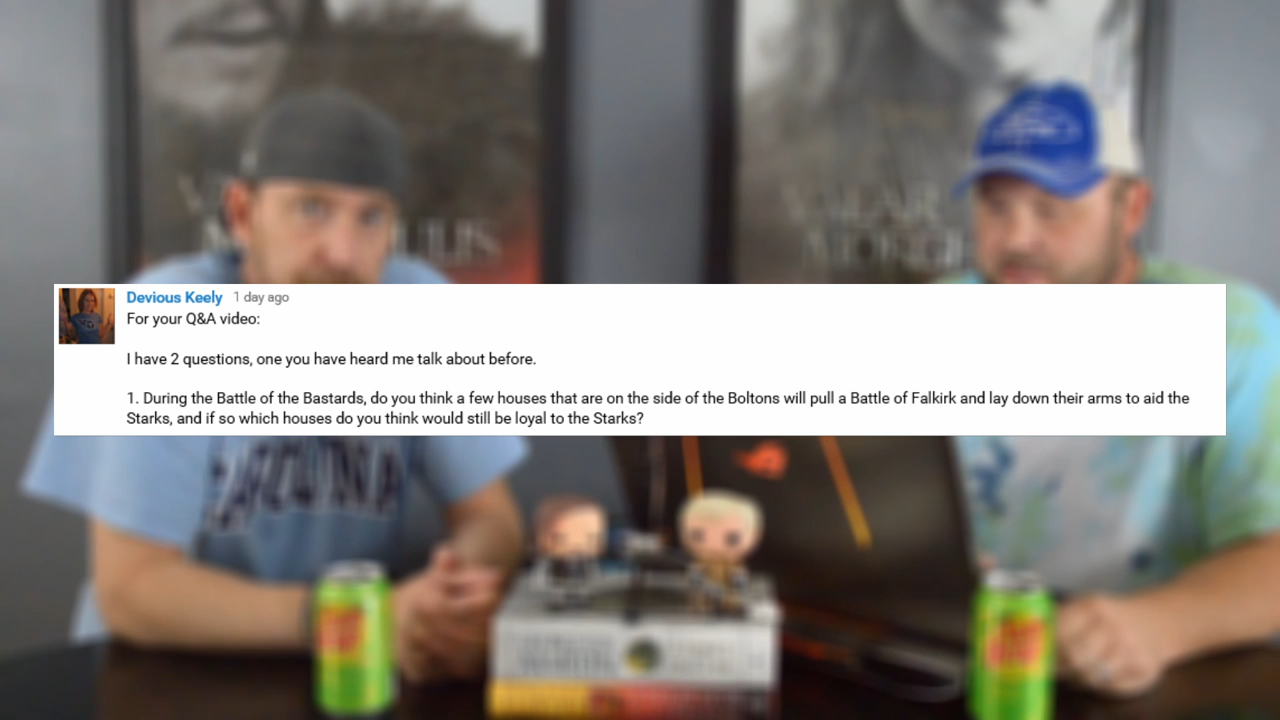 Devious Keely 1 day ago
For your Q&A video:
I have 2 questions, one you have heard me talk about before.
1. During the Battle of the Bastards, do you think a few houses that are on the side of the Boltons will pull a Battle of Falkirk and lay down their arms to aid the
Starks, and if so which houses do you think would still be loyal to the Starks?
VALAR
CAROLINA